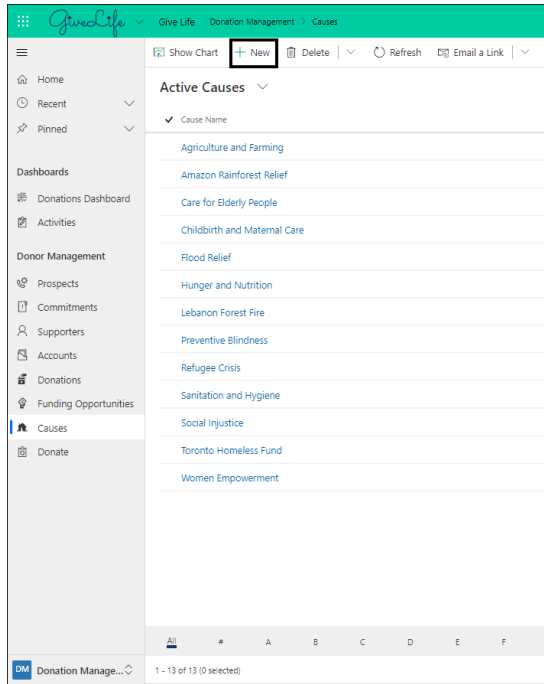 GiveLife
Give Life Donation Management > Causes
Show Chart + New Delete Refresh Email a Link
Home
Recent
Pinned
Dashboards
Donations Dashboard
Activities
Donor Management
Prospects
Commitments
Supporters
Accounts
Donations
Funding Opportunities
Causes
Donate
DM Donation Manage...
Active Causes
Cause Name
Agriculture and Farming
Amazon Rainforest Relief
Care for Elderly People
Childbirth and Maternal Care
Flood Relief
Hunger and Nutrition
Lebanon Forest Fire
Preventive Blindness
Refugee Crisis
Sanitation and Hygiene
Social Injustice
Toronto Homeless Fund
Women Empowerment
All # A B C D E F
1 - 13 of 13 (0 selected)